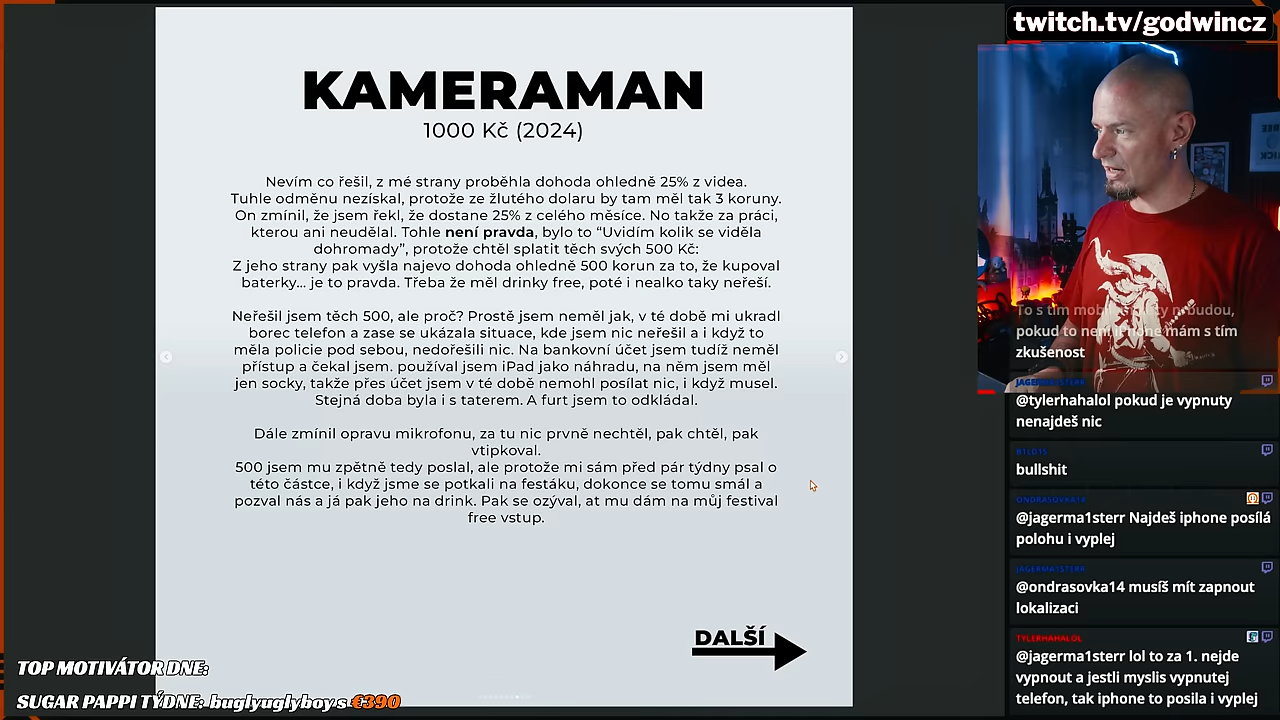 twitch.tv/godwincz
KAMERAMAN
1000 Kč (2024)
Nevím co řešil, z mé strany proběhla dohoda ohledně 25% z videa.
Tuhle odměnu nezískal, protože ze žlutého dolaru by tam měl tak 3 koruny.
On zmínil, že jsem řekl, že dostane 25% z celého měsíce. No takže za práci,
kterou ani neudělal. Tohle není pravda, bylo to “Uvidím kolik se viděla
dohromady”, protože chtěl splatit těch svých 500 Kč:
Z jeho strany pak vyšla najevo dohoda ohledně 500 korun za to, že kupoval
baterky... je to pravda. Třeba že měl drinky free, poté i nealko taky neřeší.
Neřešil jsem těch 500, ale proč? Prostě jsem neměl jak, v té době mi ukradl
borec telefon a zase se ukázala situace, kde jsem nic neřešil a i když to
měla policie pod sebou, nedořešili nic. Na bankovní účet jsem tudíž neměl
přístup a čekal jsem. používal jsem iPad jako náhradu, na něm jsem měl
jen socky, takže přes účet jsem v té době nemohl posílat nic, i když musel.
Stejná doba byla i s taterem. A furt jsem to odkládal.
Dále zmínil opravu mikrofonu, za tu nic prvně nechtěl, pak chtěl, pak
vtipkoval.
500 jsem mu zpětně tedy poslal, ale protože mi sám před pár týdny psal o
této částce, i když jsme se potkali na festáku, dokonce se tomu smál a
pozval nás a já pak jeho na drink. Pak se ozýval, at mu dám na můj festival
free vstup.
DALŠÍ
TOP MOTIVÁTOR DNE:
SUGAR PAPPI TÝDNE: buglyuglyboys €390
To s tím mobilem budou,
pokud to není iphone mám s tím
zkušenost
JAGERMA1STERR
@tylerhahalol pokud je vypnuty
nenajdeš nic
bullshit
ONDRASOVKA14
@jagerma1sterr Najdeš iphone posílá
polohu i vyplej
JAGERMA1STERR
@ondrasovka14 musíš mít zapnout
lokalizaci
TYLERHAHALOL
@jagerma1sterr lol to za 1. nejde
vypnout a jestli myslis vypnutej
telefon, tak iphone to posila i vyplej